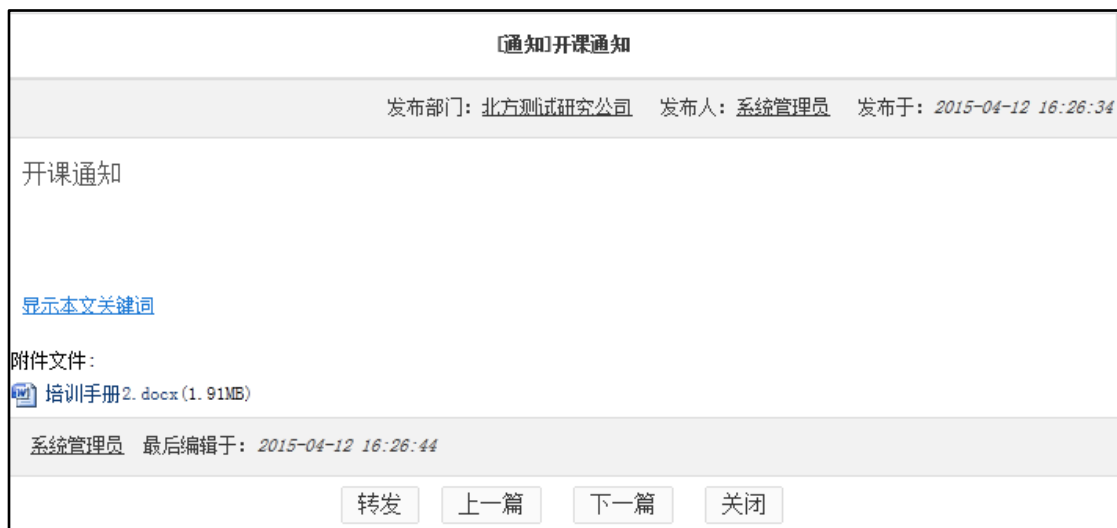 [通知]开课通知
发布部门：北方测试研究公司 发布人：系统管理员 发布于：2015-04-12 16:26:34
开课通知
显示本文关键词
附件文件：
培训手册2.docx(1.91MB)
系统管理员 最后编辑于：2015-04-12 16:26:44
转发 上一篇 下一篇 关闭